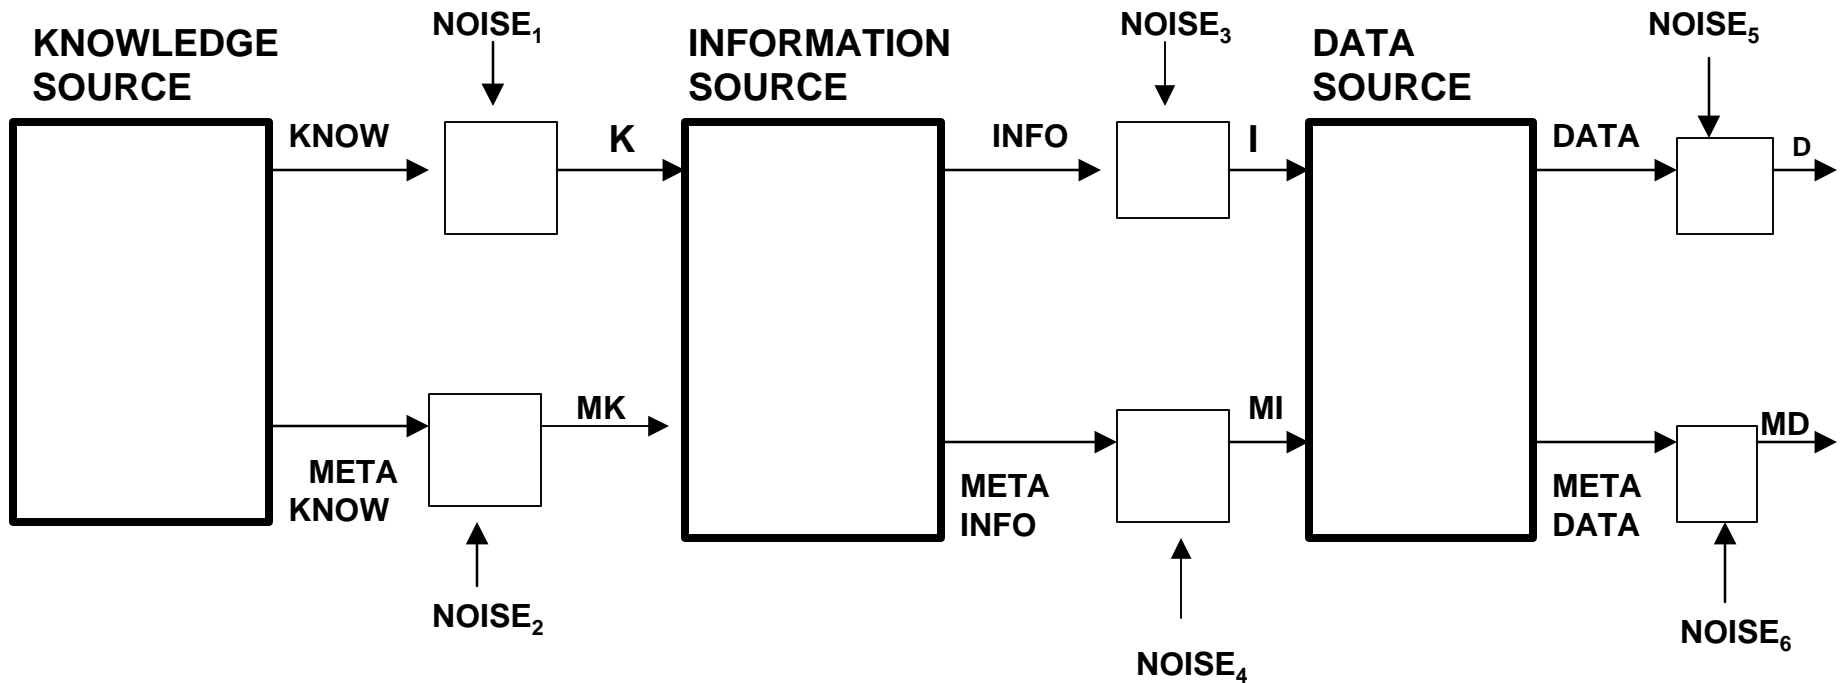 NOISE₁
NOISE₃
NOISE₅
KNOWLEDGE
SOURCE
INFORMATION
SOURCE
DATA
SOURCE
KNOW
K
INFO
I
DATA
D
META
KNOW
MK
META
INFO
MI
META
DATA
MD
NOISE₂
NOISE₄
NOISE₆